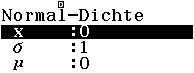 Normal-Dichte
x :0
σ :1
μ :0